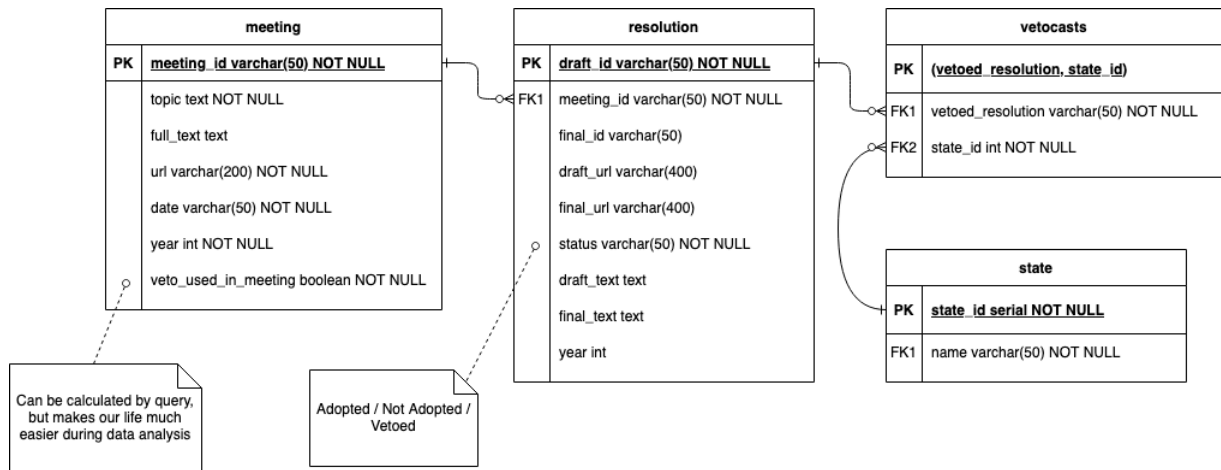 meeting
PK meeting_id varchar(50) NOT NULL
topic text NOT NULL
full_text text
url varchar(200) NOT NULL
date varchar(50) NOT NULL
year int NOT NULL
veto_used_in_meeting boolean NOT NULL
Can be calculated by query,
but makes our life much
easier during data analysis
resolution
PK draft_id varchar(50) NOT NULL
FK1 meeting_id varchar(50) NOT NULL
final_id varchar(50)
draft_url varchar(400)
final_url varchar(400)
status varchar(50) NOT NULL
draft_text text
final_text text
year int
Adopted / Not Adopted /
Vetoed
vetocasts
PK (vetoed_resolution, state_id)
FK1 vetoed_resolution varchar(50) NOT NULL
FK2 state_id int NOT NULL
state
PK state_id serial NOT NULL
FK1 name varchar(50) NOT NULL